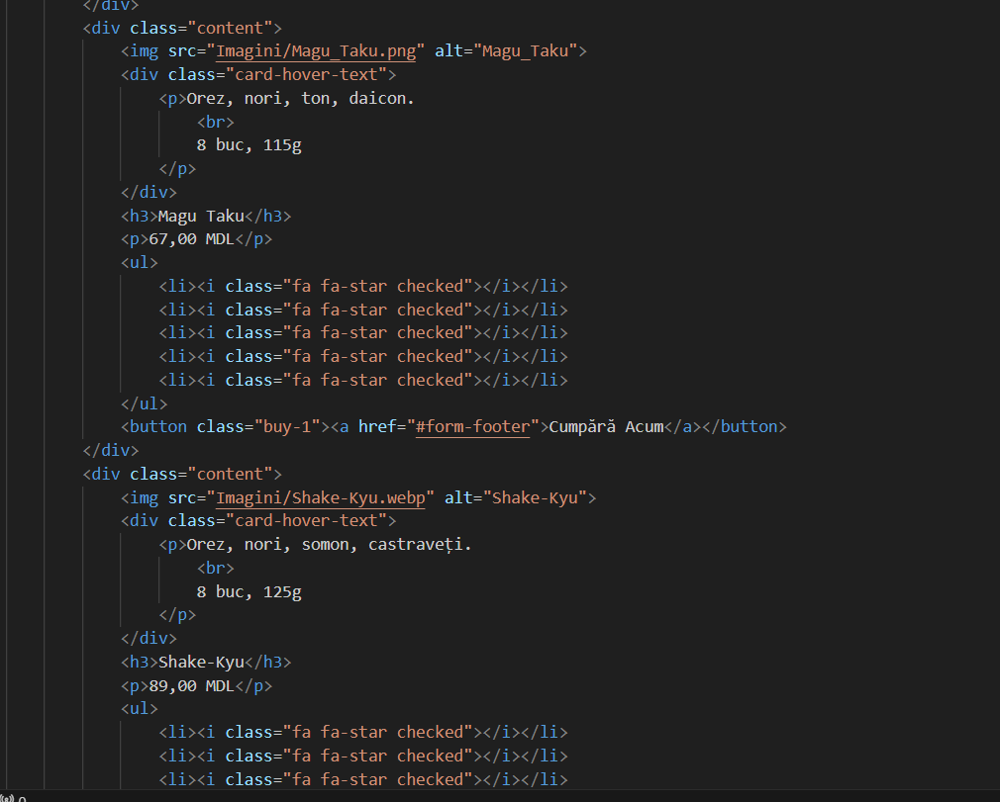 </div>
<div class="content">
<img src="Imagini/Magu_Taku.png" alt="Magu_Taku">
<div class="card-hover-text">
<p>Orez, nori, ton, daicon.
<br>
8 buc, 115g
</p>
</div>
<h3>Magu Taku</h3>
<p>67,00 MDL</p>
<ul>
<li><i class="fa fa-star checked"></i></li>
<li><i class="fa fa-star checked"></i></li>
<li><i class="fa fa-star checked"></i></li>
<li><i class="fa fa-star checked"></i></li>
<li><i class="fa fa-star checked"></i></li>
</ul>
<button class="buy-1"><a href="#form-footer">Cumpără Acum</a></button>
</div>
<div class="content">
<img src="Imagini/Shake-Kyu.webp" alt="Shake-Kyu">
<div class="card-hover-text">
<p>Orez, nori, somon, castraveți.
<br>
8 buc, 125g
</p>
</div>
<h3>Shake-Kyu</h3>
<p>89,00 MDL</p>
<ul>
<li><i class="fa fa-star checked"></i></li>
<li><i class="fa fa-star checked"></i></li>
<li><i class="fa fa-star checked"></i></li>